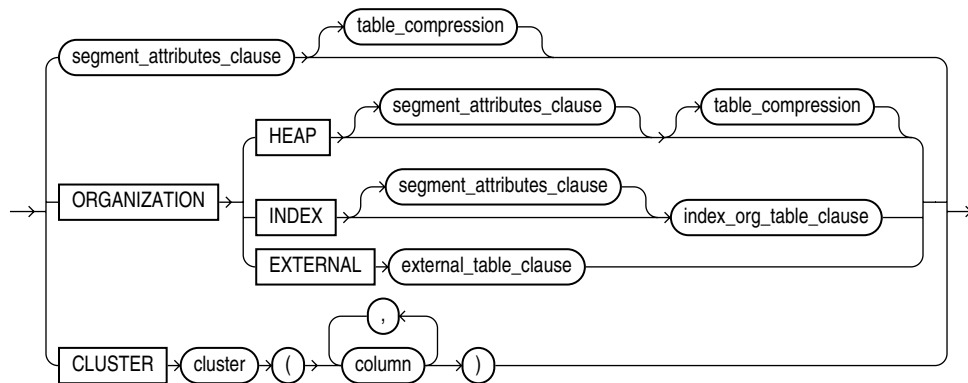 table_compression
segment_attributes_clause
segment_attributes_clause table_compression
HEAP
segment_attributes_clause
ORGANIZATION INDEX index_org_table_clause
EXTERNAL external_table_clause
,
CLUSTER cluster ( column )